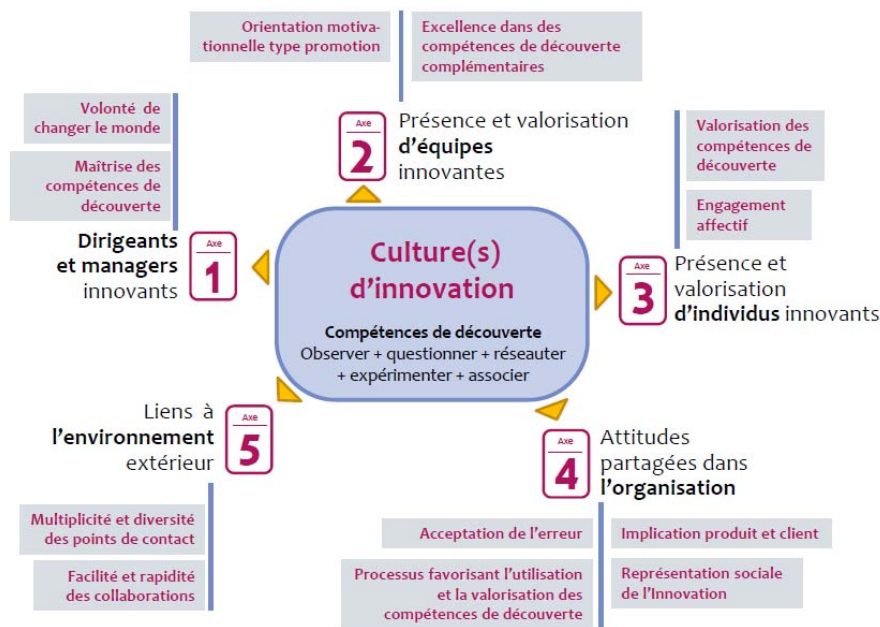 Orientation motiva-
tionnelle type promotion
Excellence dans des
compétences de découverte
complémentaires
Axe
2
Présence et valorisation
d'équipes
innovantes
Volonté de
changer le monde
Maîtrise des
compétences de
découverte
Dirigeants
et managers
innovants
Axe
1
Valorisation des
compétences de
découverte
Engagement
affectif
Axe
3
Présence et
valorisation
d'individus innovants
Culture(s)
d'innovation
Compétences de découverte
Observer + questionner + réseauter
+ expérimenter + associer
Liens à
l'environnement
extérieur
Axe
5
Multiplicité et diversité
des points de contact
Facilité et rapidité
des collaborations
Axe
4
Attitudes
partagées dans
l'organisation
Acceptation de l'erreur
Processus favorisant l'utilisation
et la valorisation des
compétences de découverte
Implication produit et client
Représentation sociale
de l'Innovation